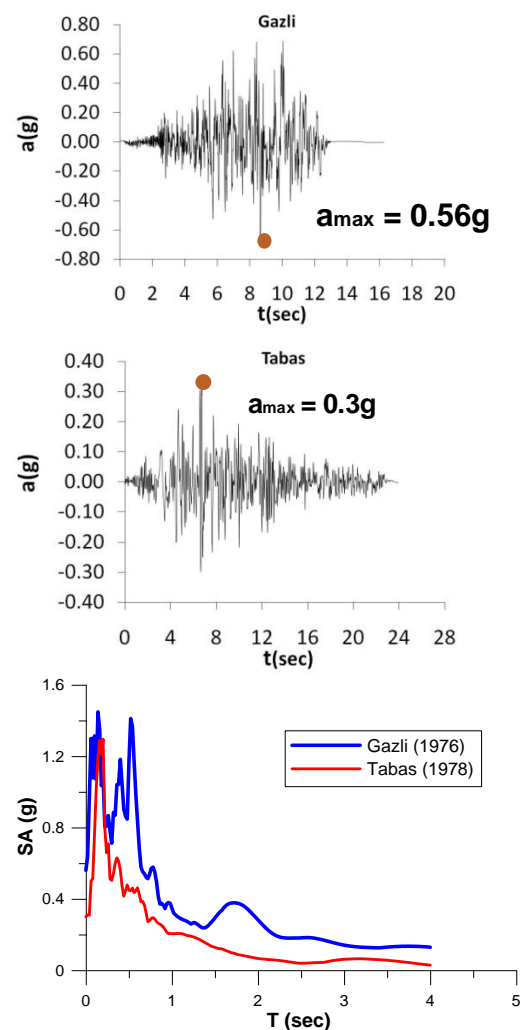 Gazli
a(g)
0.80
0.60
0.40
0.20
0.00
-0.20
-0.40
-0.60
-0.80
amax = 0.56g
0 2 4 6 8 10 12 14 16 18 20
t(sec)
Tabas
a(g)
0.40
0.30
0.20
0.10
0.00
-0.10
-0.20
-0.30
-0.40
amax = 0.3g
0 4 8 12 16 20 24 28
t(sec)
SA (g)
1.6
1.2
0.8
0.4
0
Gazli (1976)
Tabas (1978)
0 1 2 3 4 5
T (sec)